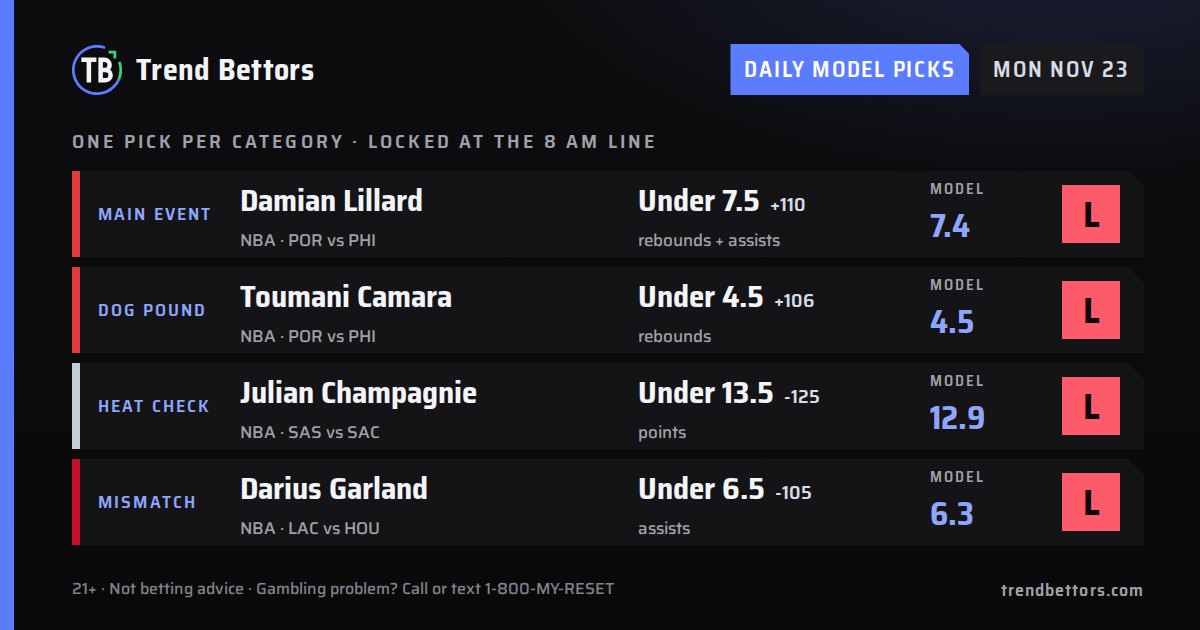 TB Trend Bettors
DAILY MODEL PICKS
MON NOV 23
ONE PICK PER CATEGORY · LOCKED AT THE 8 AM LINE
MAIN EVENT
Damian Lillard
NBA · POR vs PHI
Under 7.5 +110
rebounds + assists
MODEL
7.4
L
DOG POUND
Toumani Camara
NBA · POR vs PHI
Under 4.5 +106
rebounds
MODEL
4.5
L
HEAT CHECK
Julian Champagnie
NBA · SAS vs SAC
Under 13.5 -125
points
MODEL
12.9
L
MISMATCH
Darius Garland
NBA · LAC vs HOU
Under 6.5 -105
assists
MODEL
6.3
L
21+ · Not betting advice · Gambling problem? Call or text 1-800-MY-RESET
trendbettors.com